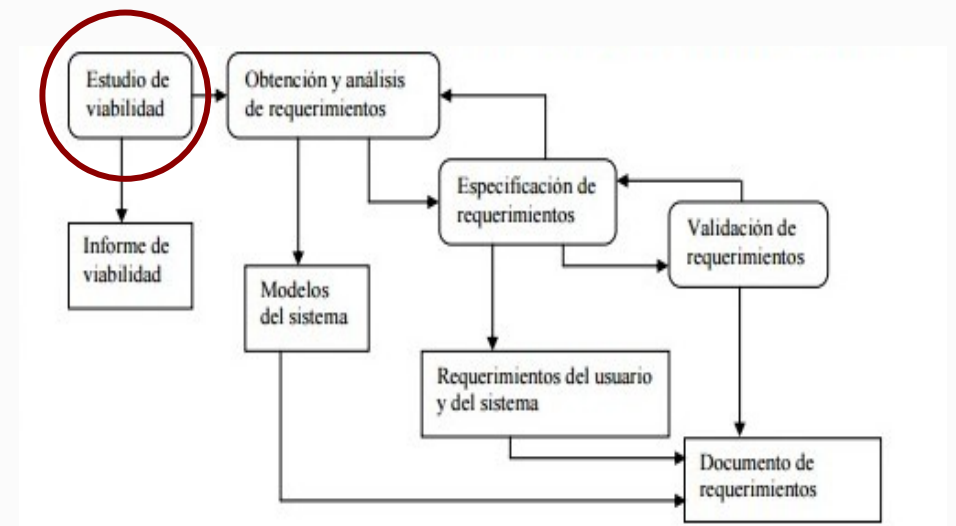 Estudio de
viabilidad
Obtención y análisis
de requerimientos
Especificación de
requerimientos
Validación de
requerimientos
Informe de
viabilidad
Modelos
del sistema
Requerimientos del usuario
y del sistema
Documento de
requerimientos